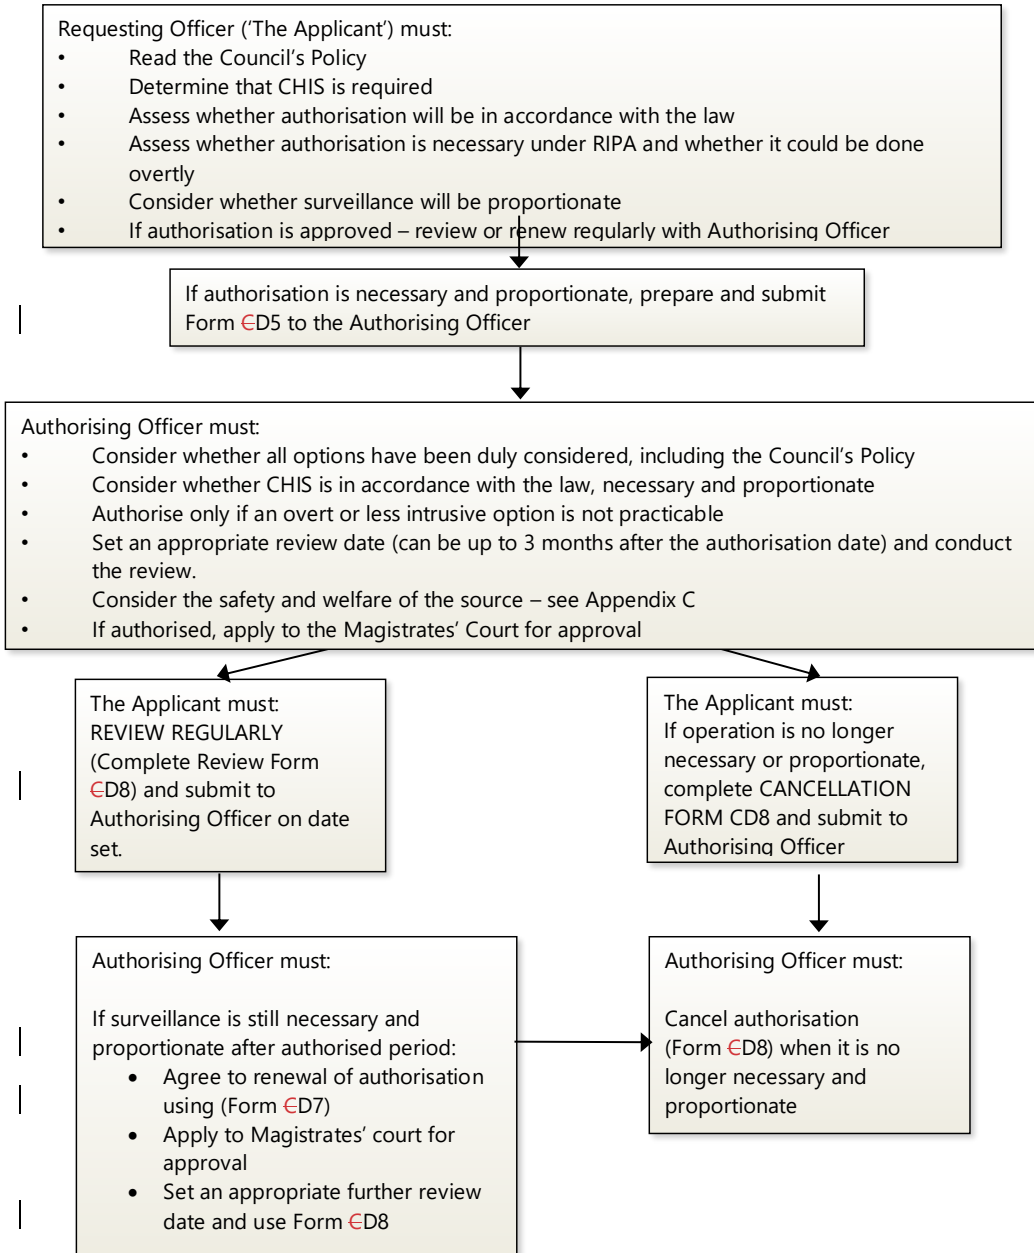 Requesting Officer ('The Applicant') must:
• Read the Council's Policy
• Determine that CHIS is required
• Assess whether authorisation will be in accordance with the law
• Assess whether authorisation is necessary under RIPA and whether it could be done
overtly
• Consider whether surveillance will be proportionate
• If authorisation is approved – review or renew regularly with Authorising Officer
If authorisation is necessary and proportionate, prepare and submit
Form CD5 to the Authorising Officer
Authorising Officer must:
• Consider whether all options have been duly considered, including the Council's Policy
• Consider whether CHIS is in accordance with the law, necessary and proportionate
• Authorise only if an overt or less intrusive option is not practicable
• Set an appropriate review date (can be up to 3 months after the authorisation date) and conduct
the review.
• Consider the safety and welfare of the source – see Appendix C
• If authorised, apply to the Magistrates' Court for approval
The Applicant must:
REVIEW REGULARLY
(Complete Review Form
CD8) and submit to
Authorising Officer on date
set.
The Applicant must:
If operation is no longer
necessary or proportionate,
complete CANCELLATION
FORM CD8 and submit to
Authorising Officer
Authorising Officer must:
If surveillance is still necessary and
proportionate after authorised period:
• Agree to renewal of authorisation
using (Form CD7)
• Apply to Magistrates' court for
approval
• Set an appropriate further review
date and use Form CD8
Authorising Officer must:
Cancel authorisation
(Form CD8) when it is no
longer necessary and
proportionate